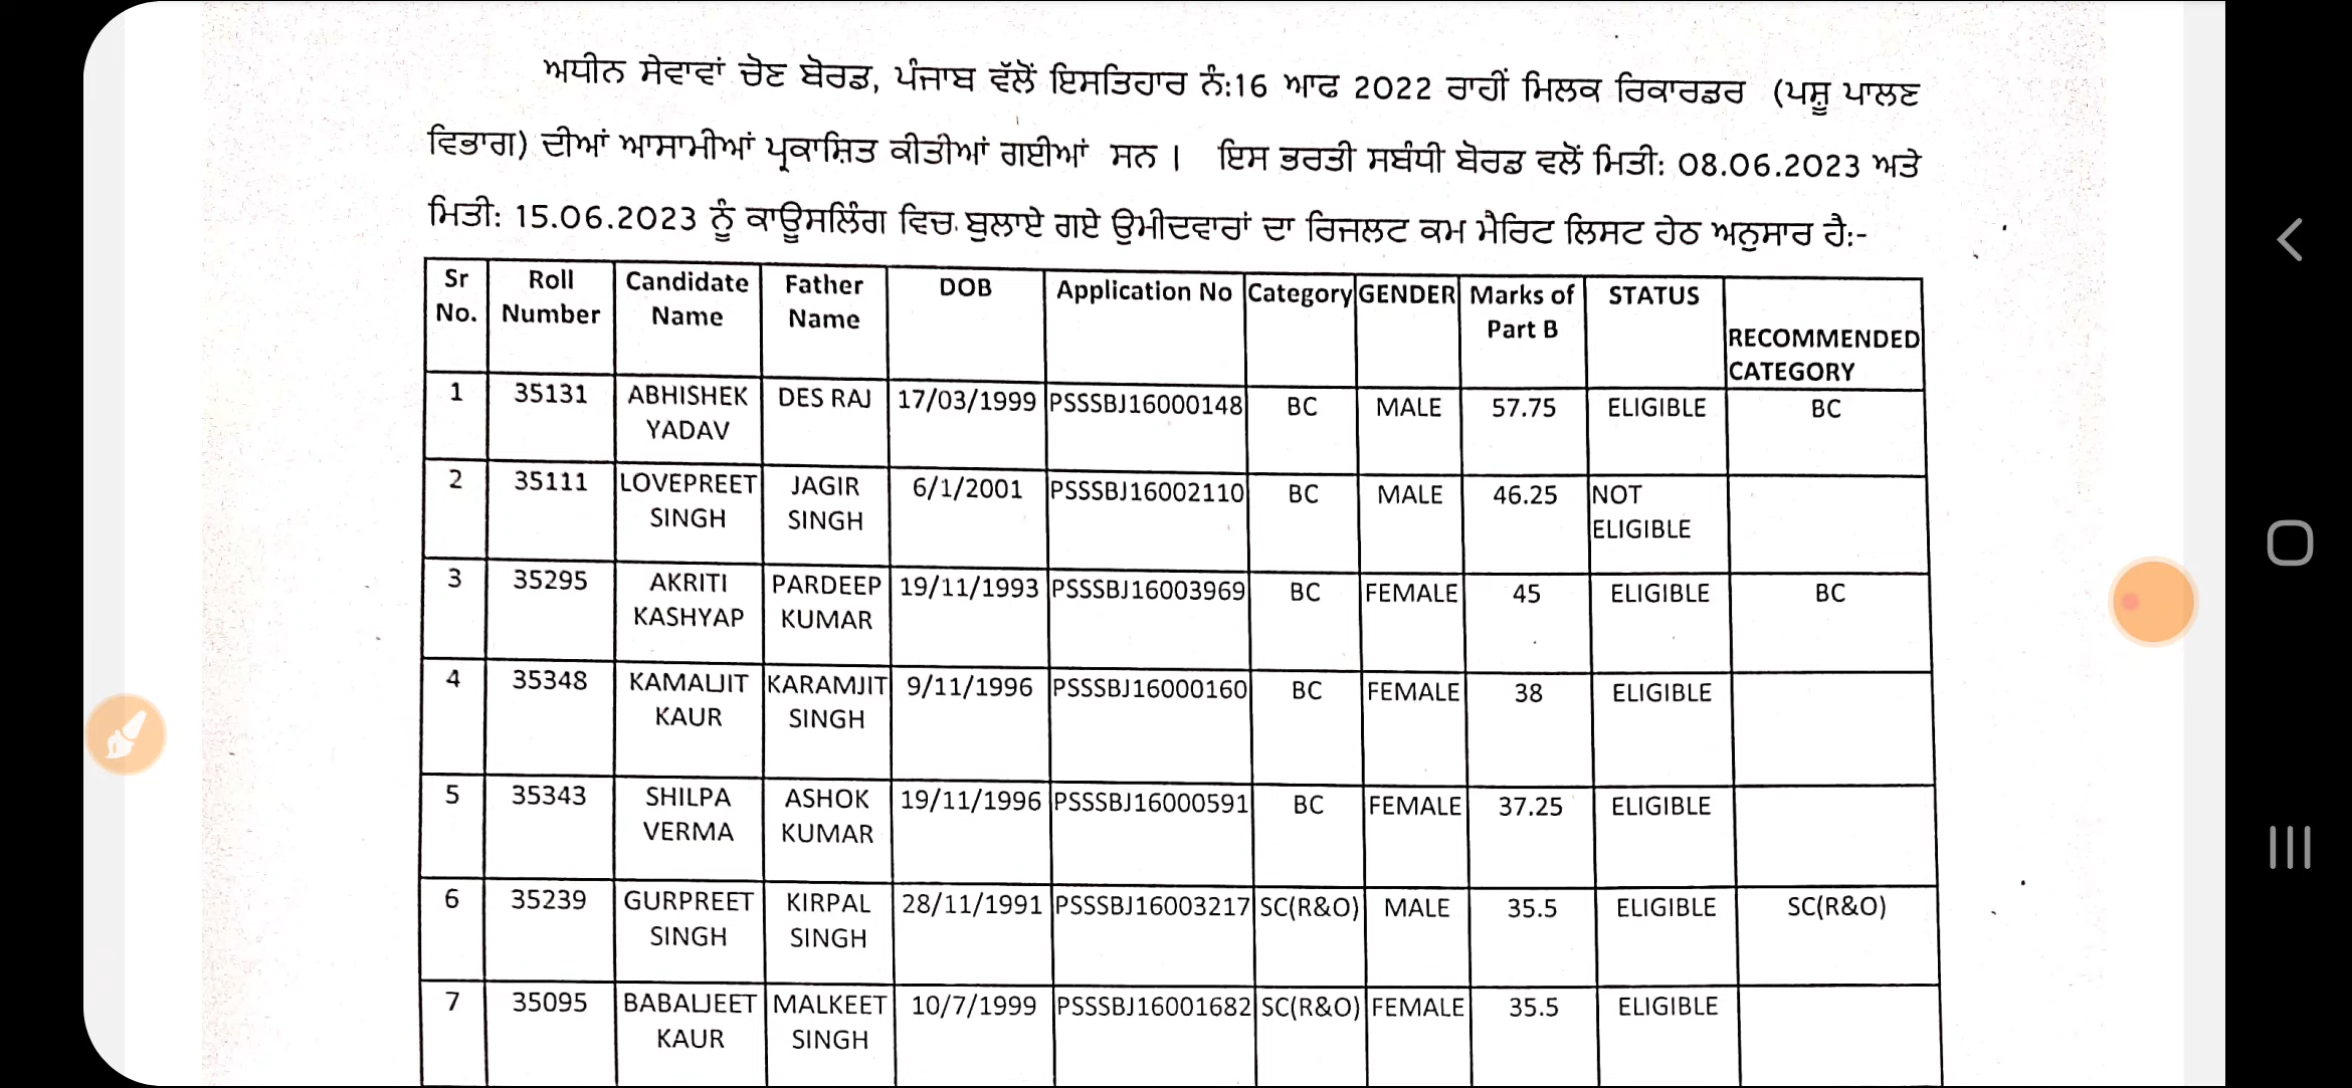 ਅਧੀਨ ਸੇਵਾਵਾਂ ਚੋਣ ਬੋਰਡ, ਪੰਜਾਬ ਵੱਲੋਂ ਇਸਤਿਹਾਰ ਨੰ:16 ਆਫ 2022 ਰਾਹੀਂ ਮਿਲਕ ਰਿਕਾਰਡਰ (ਪਸ਼ੂ ਪਾਲਣ
ਵਿਭਾਗ) ਦੀਆਂ ਆਸਾਮੀਆਂ ਪ੍ਰਕਾਸ਼ਿਤ ਕੀਤੀਆਂ ਗਈਆਂ ਸਨ। ਇਸ ਭਰਤੀ ਸਬੰਧੀ ਬੋਰਡ ਵਲੋਂ ਮਿਤੀ: 08.06.2023 ਅਤੇ
ਮਿਤੀ: 15.06.2023 ਨੂੰ ਕਾਊਸਲਿੰਗ ਵਿਚ ਬੁਲਾਏ ਗਏ ਉਮੀਦਵਾਰਾਂ ਦਾ ਰਿਜਲਟ ਕਮ ਮੈਰਿਟ ਲਿਸਟ ਹੇਠ ਅਨੁਸਾਰ ਹੈ:-
Sr No. Roll Number Candidate Name Father Name DOB Application No Category GENDER Marks of Part B STATUS RECOMMENDED CATEGORY
1 35131 ABHISHEK YADAV DES RAJ 17/03/1999 PSSSBJ16000148 BC MALE 57.75 ELIGIBLE BC
2 35111 LOVEPREET SINGH JAGIR SINGH 6/1/2001 PSSSBJ16002110 BC MALE 46.25 NOT ELIGIBLE
3 35295 AKRITI KASHYAP PARDEEP KUMAR 19/11/1993 PSSSBJ16003969 BC FEMALE 45 ELIGIBLE BC
4 35348 KAMALJIT KAUR KARAMJIT SINGH 9/11/1996 PSSSBJ16000160 BC FEMALE 38 ELIGIBLE
5 35343 SHILPA VERMA ASHOK KUMAR 19/11/1996 PSSSBJ16000591 BC FEMALE 37.25 ELIGIBLE
6 35239 GURPREET SINGH KIRPAL SINGH 28/11/1991 PSSSBJ16003217 SC(R&O) MALE 35.5 ELIGIBLE SC(R&O)
7 35095 BABALJEET KAUR MALKEET SINGH 10/7/1999 PSSSBJ16001682 SC(R&O) FEMALE 35.5 ELIGIBLE